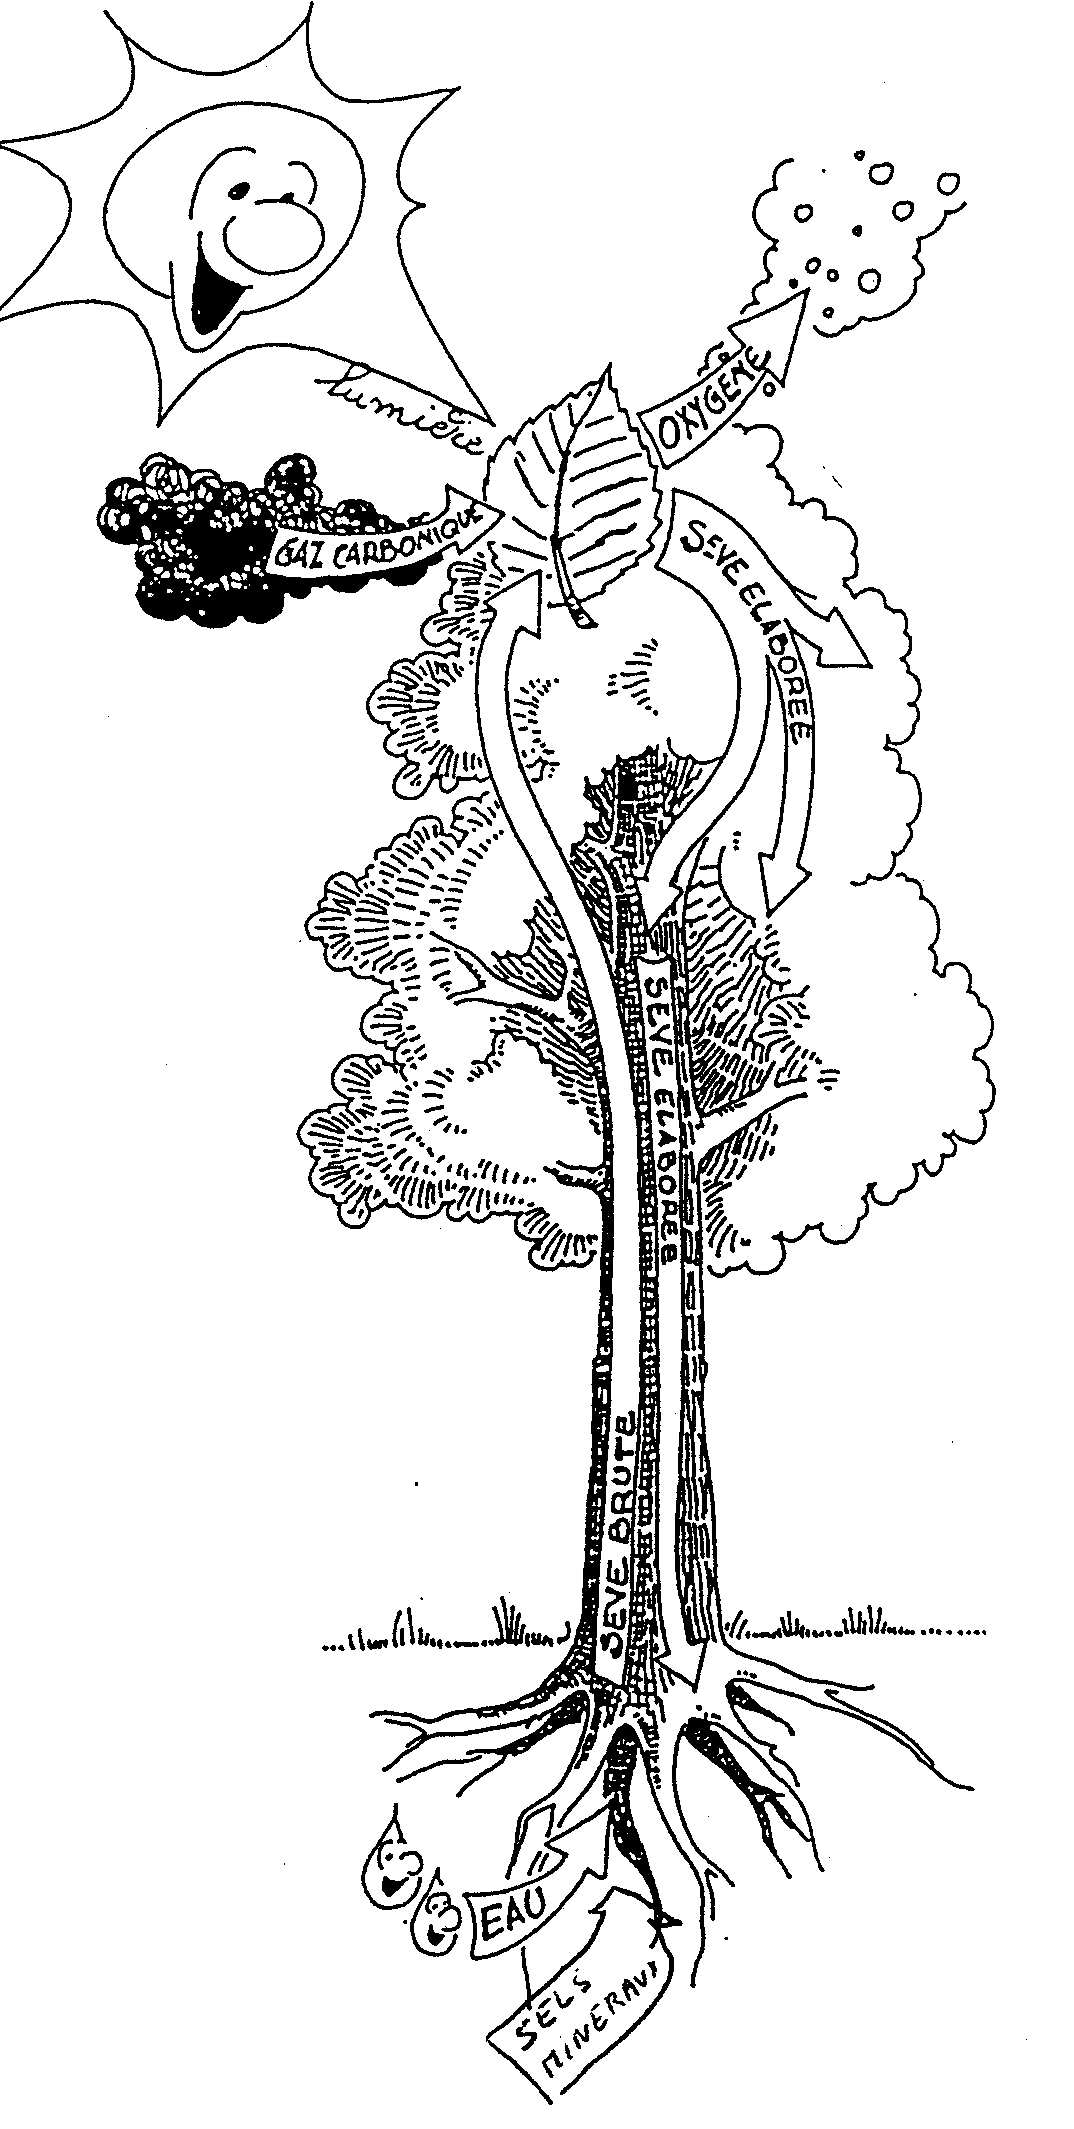 lumière
OXYGENE
GAZ CARBONIQUE
SEVE ELABOREE
SEVE ELABOREE
SEVE BRUTE
EAU
SELS
MINERAUX